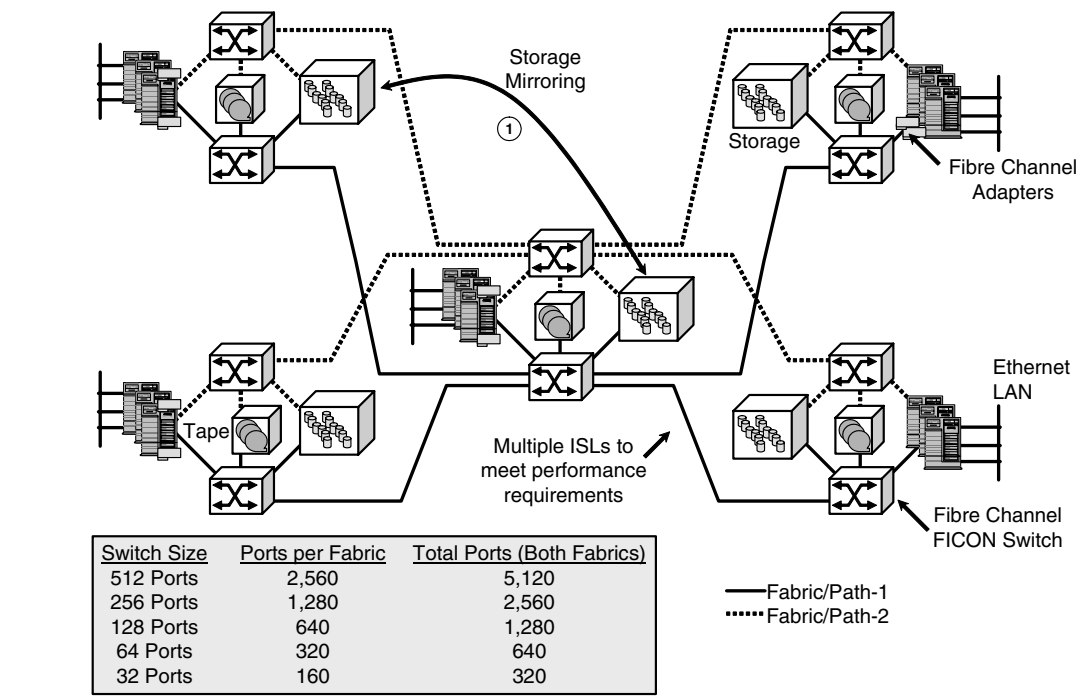 Storage
Mirroring
1
Storage
Fibre Channel
Adapters
Ethernet
LAN
Tape
Multiple ISLs to
meet performance
requirements
Fibre Channel
FICON Switch
Switch Size Ports per Fabric Total Ports (Both Fabrics)
512 Ports 2,560 5,120
256 Ports 1,280 2,560
128 Ports 640 1,280
64 Ports 320 640
32 Ports 160 320
Fabric/Path-1
Fabric/Path-2